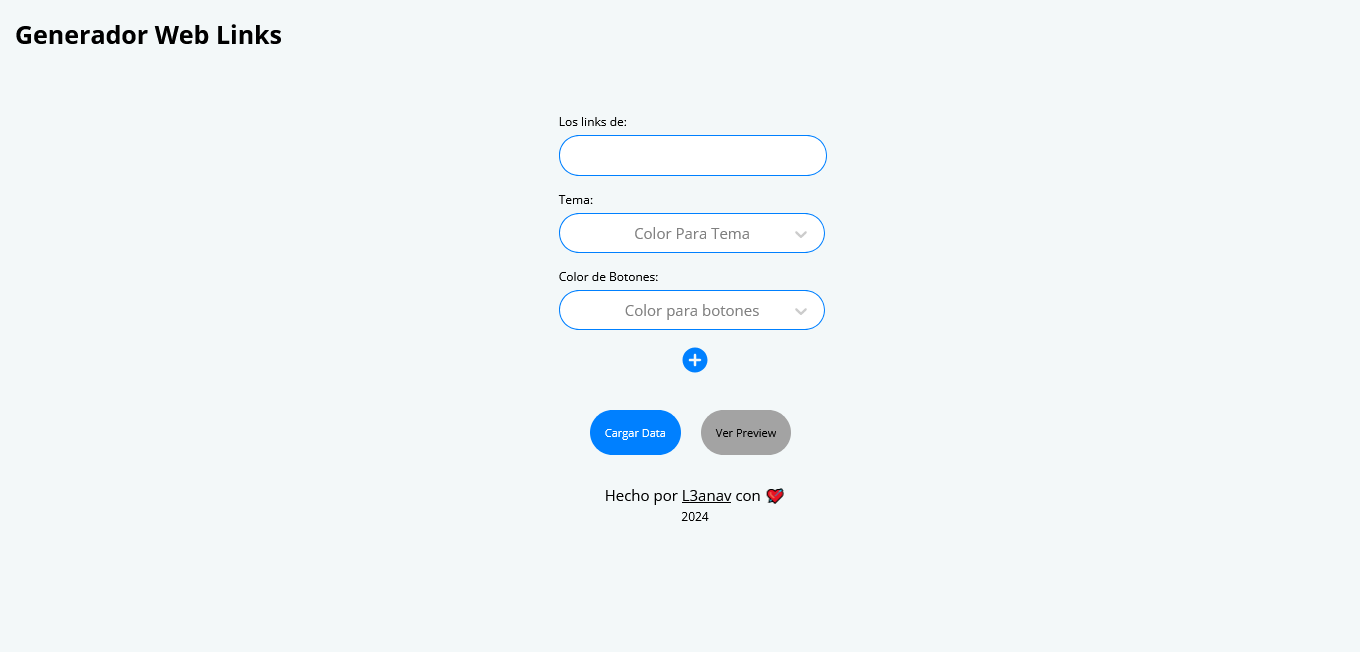 Generador Web Links
Los links de:
Tema:
Color Para Tema
Color de Botones:
Color para botones
Cargar Data
Ver Preview
Hecho por L3anav con
2024